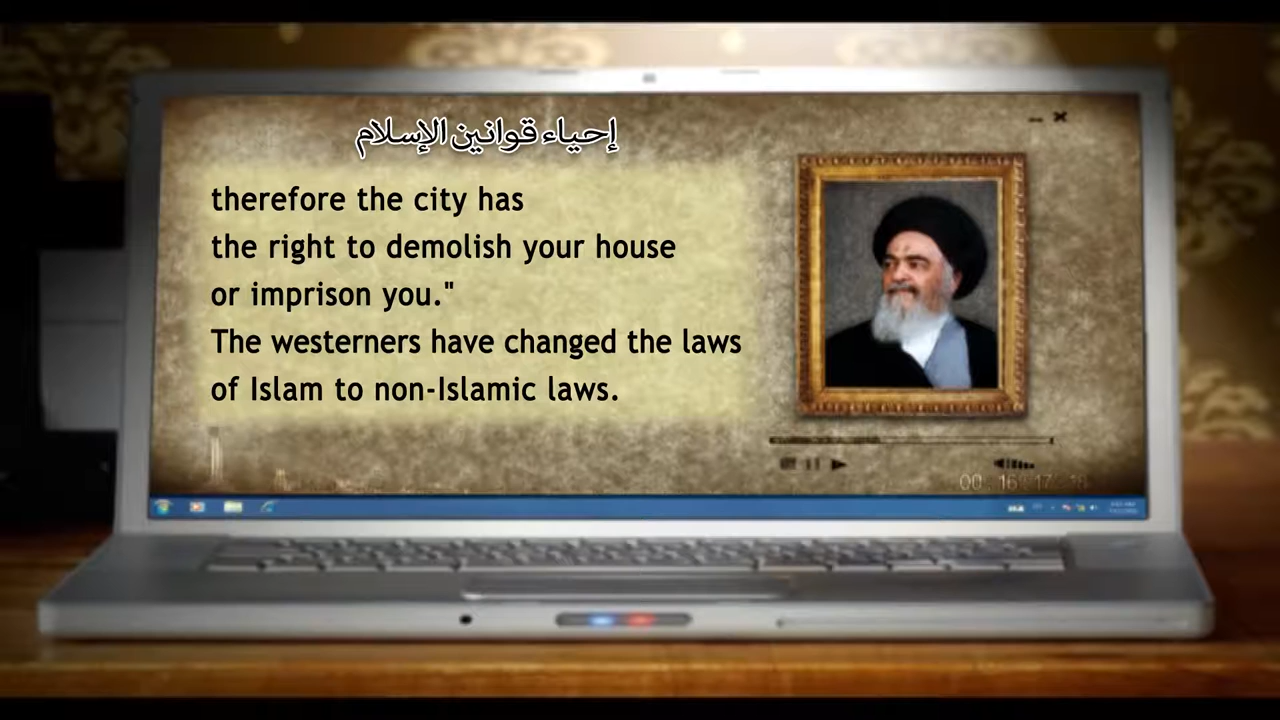 إحياء قوانين الإسلام
therefore the city has
the right to demolish your house
or imprison you."
The westerners have changed the laws
of Islam to non-Islamic laws.